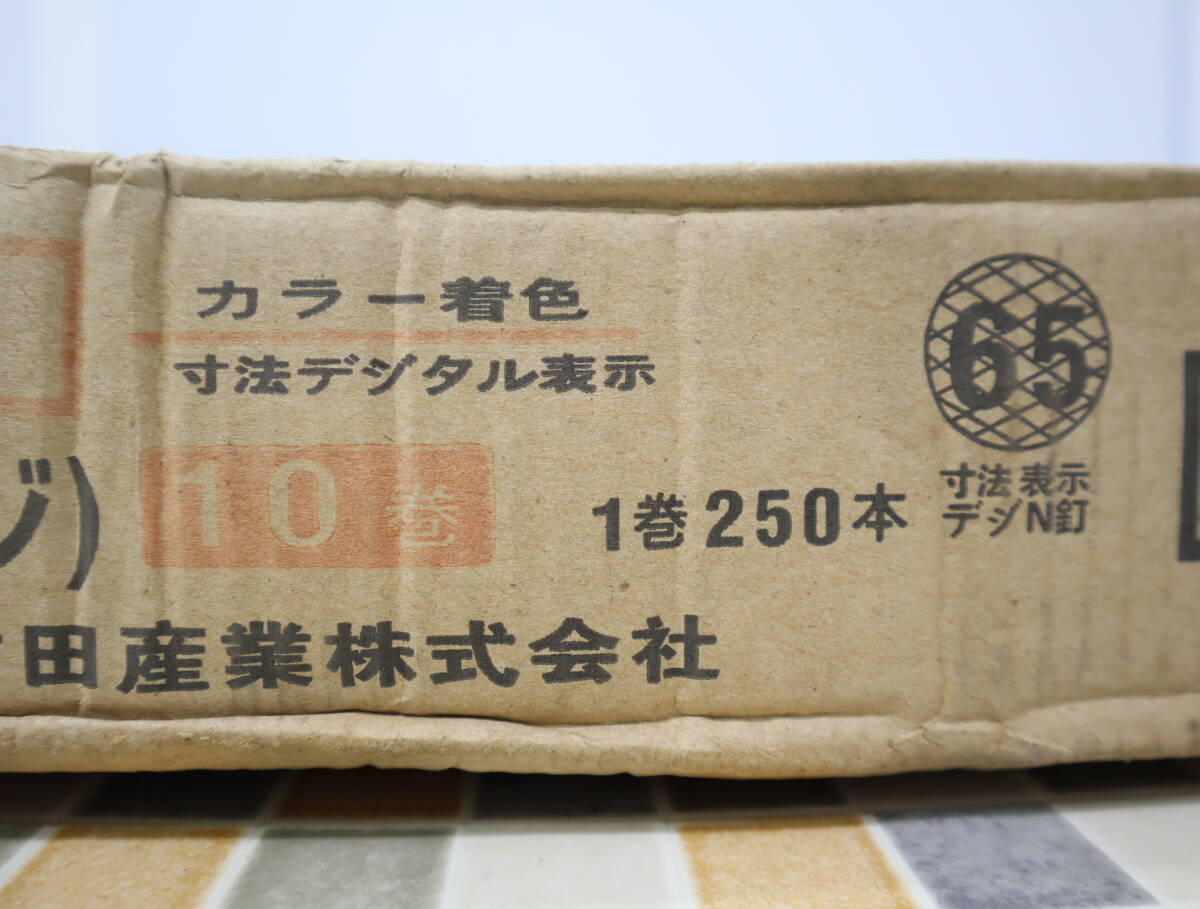 カラー着色
寸法デジタル表示
ジ)
10巻
1巻250本
65
寸法表示
デジN釘
田産業株式会社